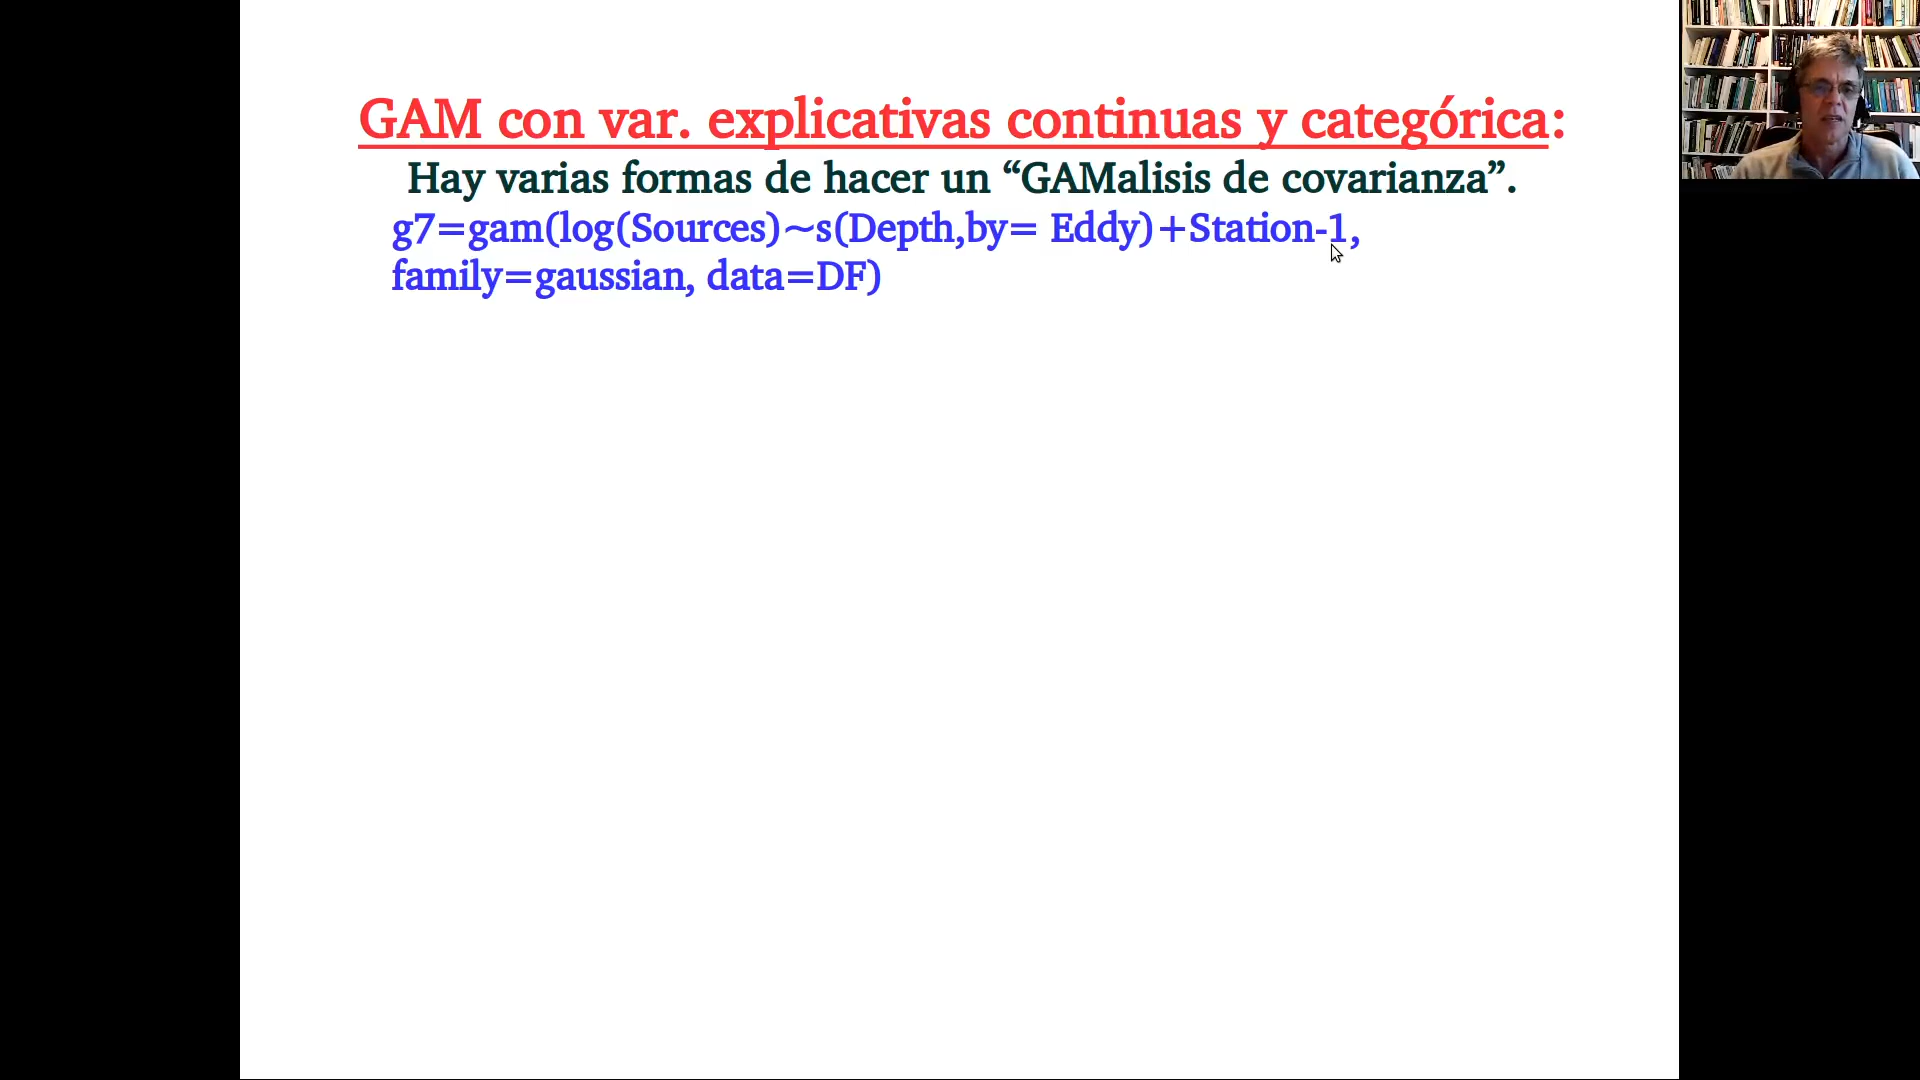 GAM con var. explicativas continuas y categórica:
Hay varias formas de hacer un “GAMalisis de covarianza”.
g7=gam(log(Sources)~s(Depth,by= Eddy)+Station-1,
family=gaussian, data=DF)